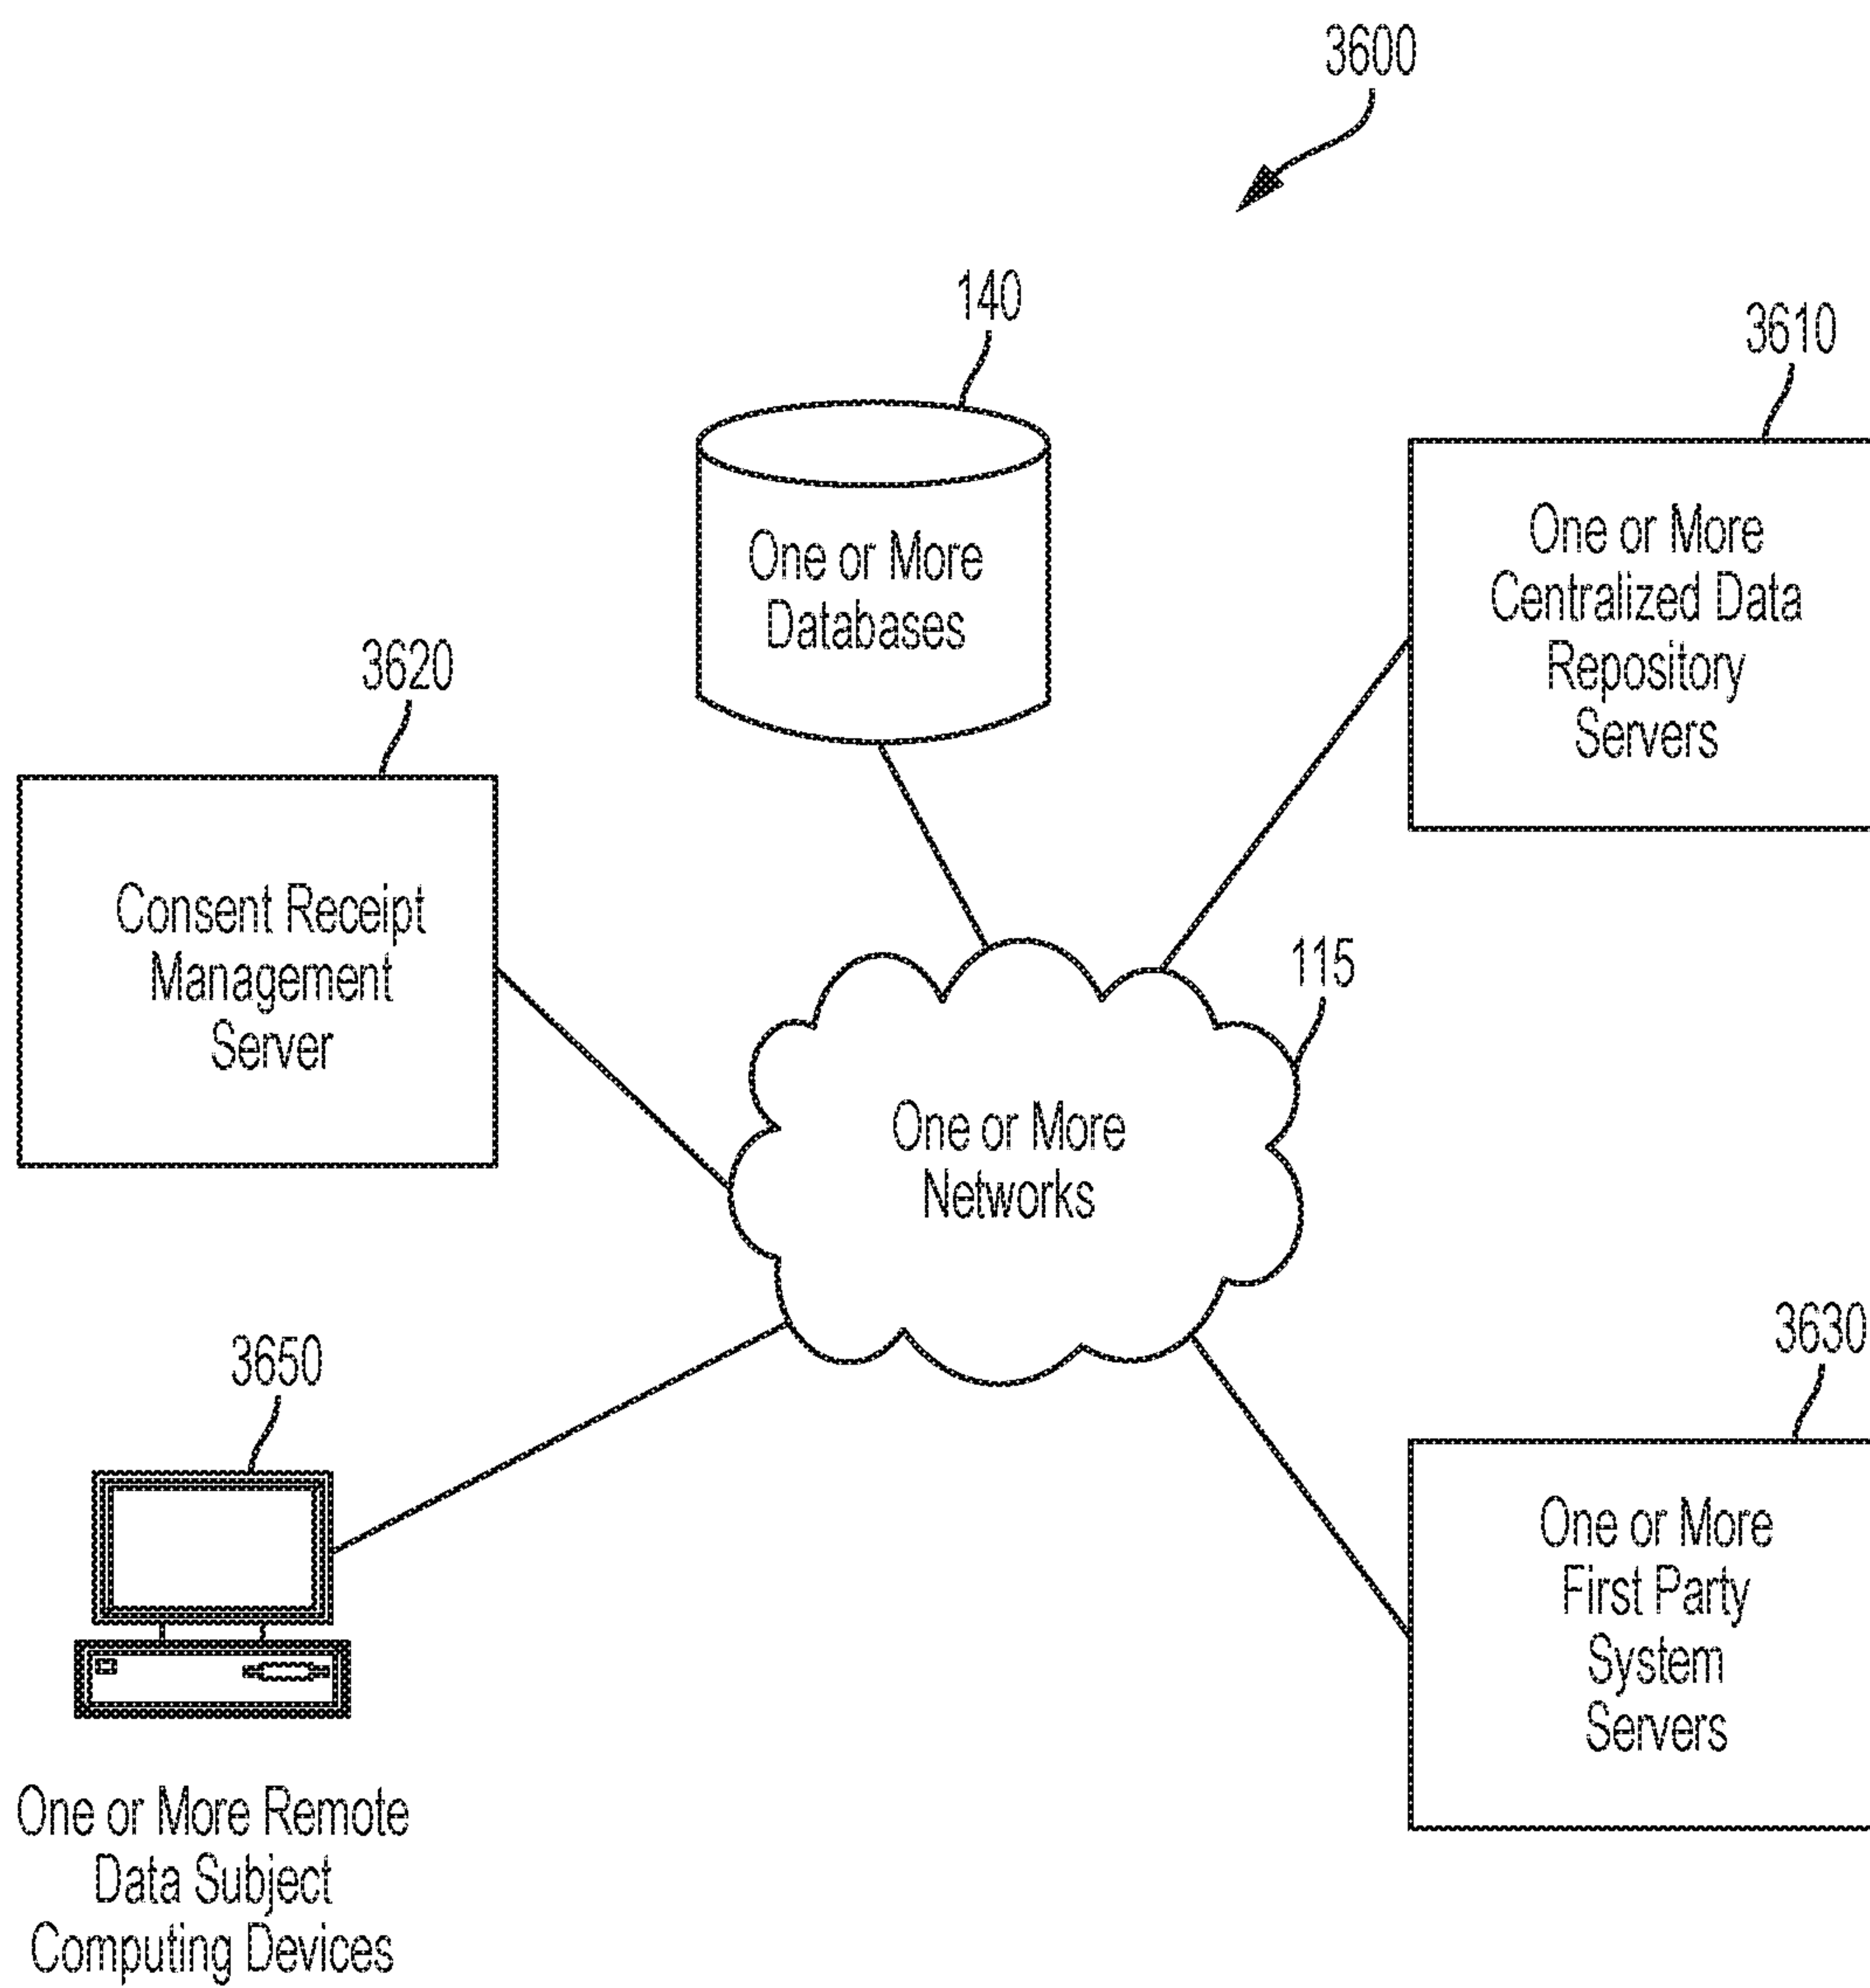 3600
140
One or More
Databases
3610
One or More
Centralized Data
Repository
Servers
3620
Consent Receipt
Management
Server
115
One or More
Networks
3650
One or More Remote
Data Subject
Computing Devices
3630
One or More
First Party
System
Servers